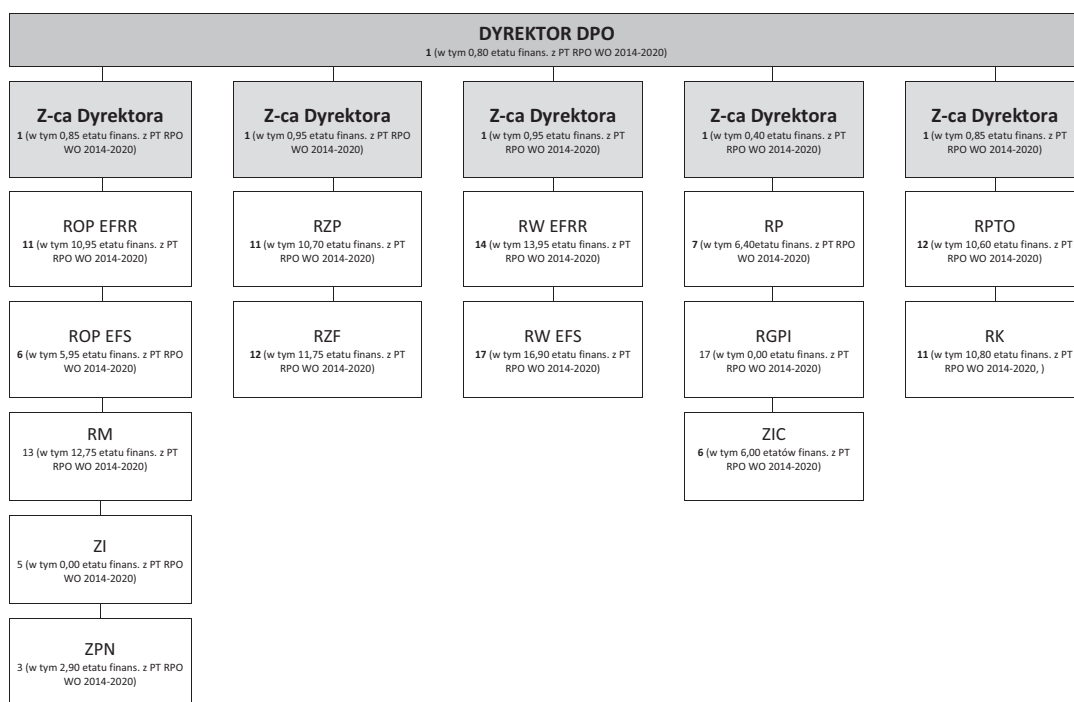 DYREKTOR DPO
1 (w tym 0,80 etatu finans. z PT RPO WO 2014-2020)
Z-ca Dyrektora
1 (w tym 0,85 etatu finans. z PT RPO
WO 2014-2020)
Z-ca Dyrektora
1 (w tym 0,95 etatu finans. z PT RPO
WO 2014-2020)
Z-ca Dyrektora
1 (w tym 0,95 etatu finans. z PT
RPO WO 2014-2020)
Z-ca Dyrektora
1 (w tym 0,40 etatu finans. z PT
RPO WO 2014-2020)
Z-ca Dyrektora
1 (w tym 0,85 etatu finans. z PT
RPO WO 2014-2020)
ROP EFRR
11 (w tym 10,95 etatu finans. z PT
RPO WO 2014-2020)
RZP
11 (w tym 10,70 etatu finans. z PT
RPO WO 2014-2020)
RW EFRR
14 (w tym 13,95 etatu finans. z PT
RPO WO 2014-2020)
RP
7 (w tym 6,40etatu finans. z PT RPO
WO 2014-2020)
RPTO
12 (w tym 10,60 etatu finans. z PT
RPO WO 2014-2020)
ROP EFS
6 (w tym 5,95 etatu finans. z PT RPO
WO 2014-2020)
RZF
12 (w tym 11,75 etatu finans. z PT
RPO WO 2014-2020)
RW EFS
17 (w tym 16,90 etatu finans. z PT
RPO WO 2014-2020)
RGPI
17 (w tym 0,00 etatu finans. z PT
RPO WO 2014-2020)
RK
11 (w tym 10,80 etatu finans. z PT
RPO WO 2014-2020, )
RM
13 (w tym 12,75 etatu finans. z PT
RPO WO 2014-2020)
ZIC
6 (w tym 6,00 etatów finans. z PT
RPO WO 2014-2020)
ZI
5 (w tym 0,00 etatu finans. z PT RPO
WO 2014-2020)
ZPN
3 (w tym 2,90 etatu finans. z PT RPO
WO 2014-2020)